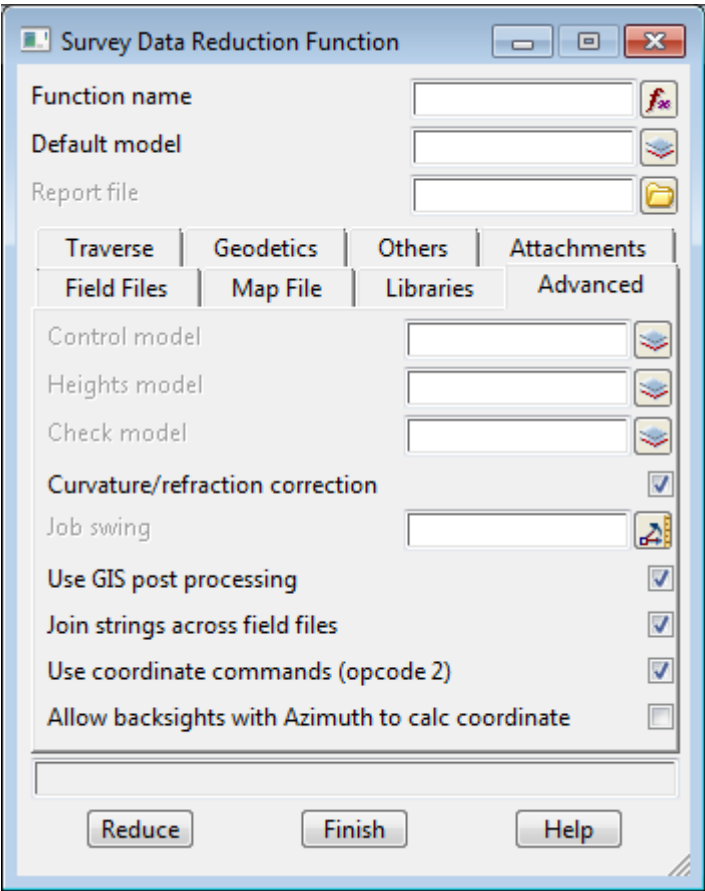 Survey Data Reduction Function
Function name
Default model
Report file
Traverse Geodetics Others Attachments
Field Files Map File Libraries Advanced
Control model
Heights model
Check model
Curvature/refraction correction
Job swing
Use GIS post processing
Join strings across field files
Use coordinate commands (opcode 2)
Allow backsights with Azimuth to calc coordinate
Reduce Finish Help